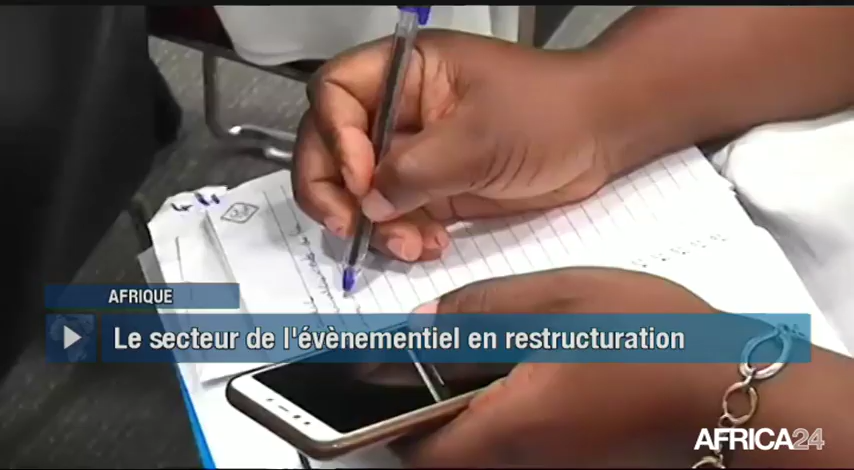 AFRIQUE
Le secteur de l'évènementiel en restructuration
AFRICA24